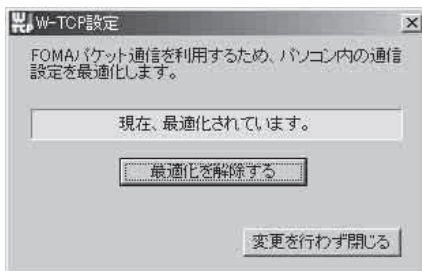 W-TCP設定
FOMAパケット通信を利用するため、パソコン内の通信
設定を最適化します。
現在、最適化されています。
最適化を解除する
変更を行わず閉じる